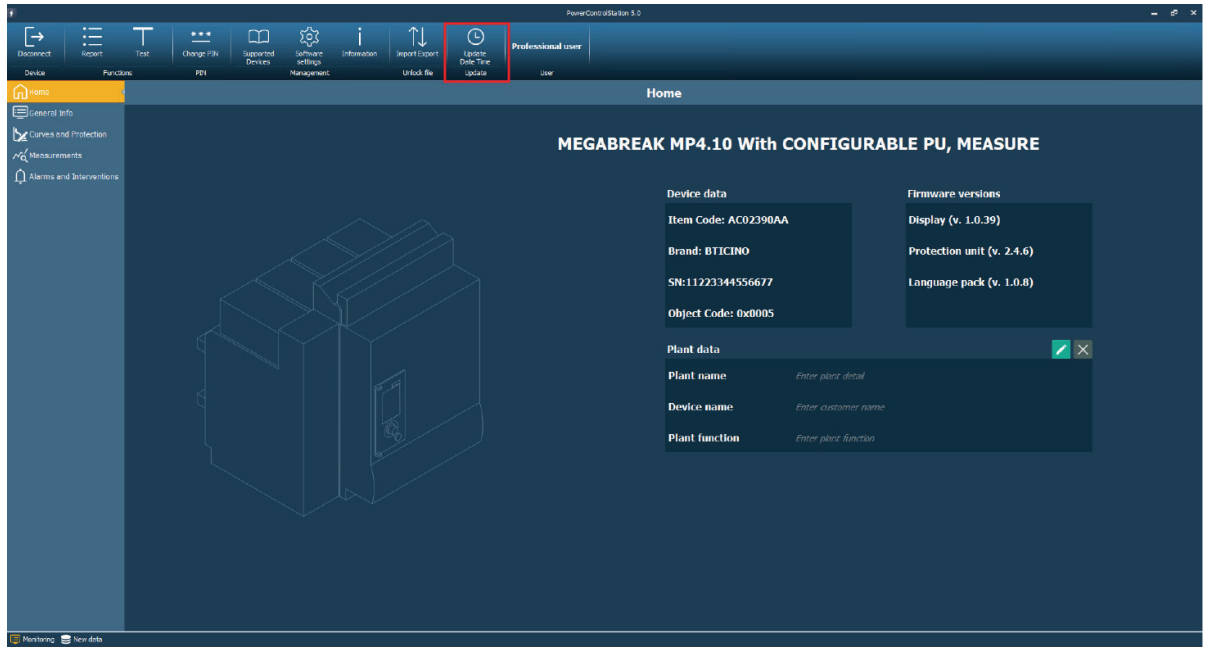 PowerControlStation 5.0
Disconnect
Report
Test
Change PIN
Supported Devices
Software settings
Information
Import Export
Update Date Time
Professional user
Device
Functions
PIN
Management
Unlock file
Update
User
Home
General Info
Curves and Protection
Measurements
Alarms and Interventions
Home
MEGABREAK MP4.10 With CONFIGURABLE PU, MEASURE
Device data
Item Code: AC02390AA
Brand: BTICINO
SN:11223344556677
Object Code: 0x0005
Firmware versions
Display (v. 1.0.39)
Protection unit (v. 2.4.6)
Language pack (v. 1.0.8)
Plant data
Plant name Enter plant detail
Device name Enter customer name
Plant function Enter plant function
Monitoring New data